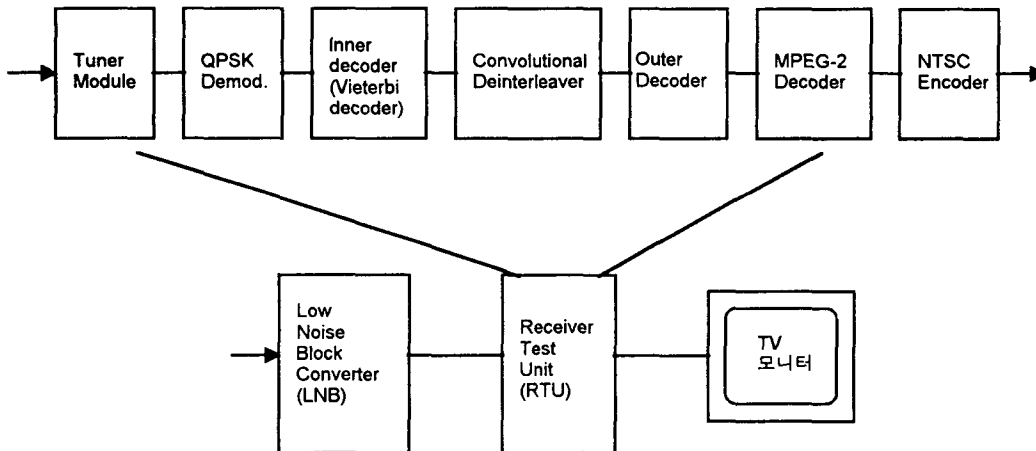 Tuner
Module
QPSK
Demod.
Inner
decoder
(Vieterbi
decoder)
Convolutional
Deinterleaver
Outer
Decoder
MPEG-2
Decoder
NTSC
Encoder
Low
Noise
Block
Converter
(LNB)
Receiver
Test
Unit
(RTU)
TV
모니터